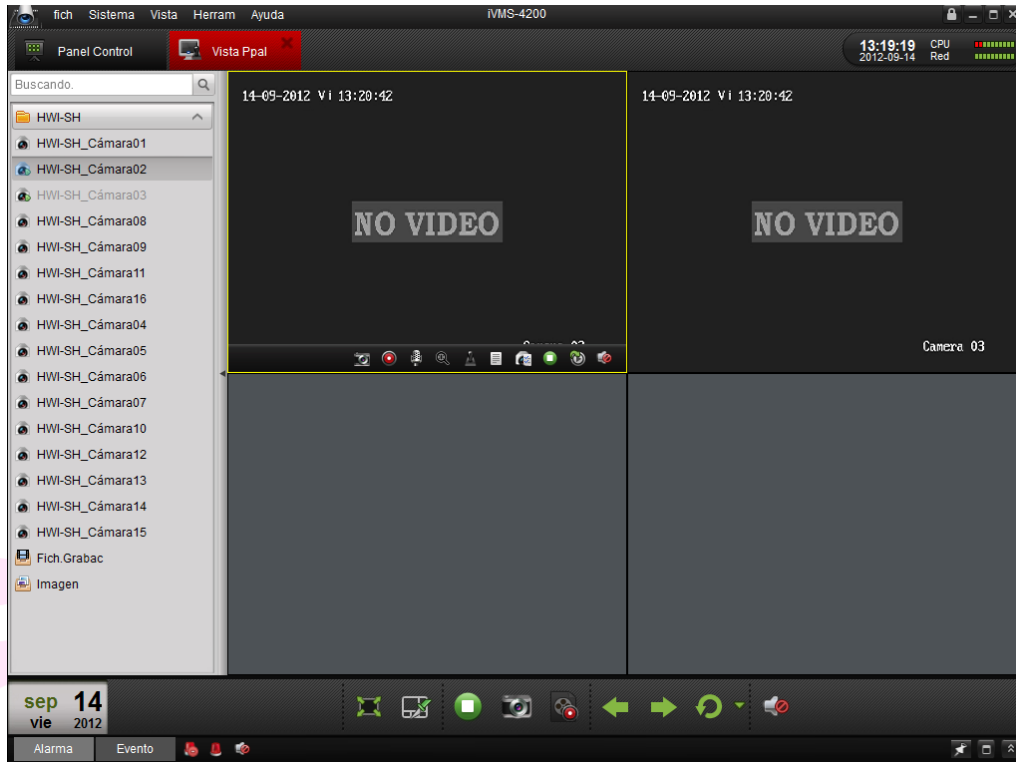 fich Sistema Vista Herram Ayuda iVMS-4200
Panel Control Vista Ppal 13:19:19 CPU
2012-09-14 Red
Buscando.
HWI-SH
HWI-SH_Cámara01
HWI-SH_Cámara02
HWI-SH_Cámara03
HWI-SH_Cámara08
HWI-SH_Cámara09
HWI-SH_Cámara11
HWI-SH_Cámara16
HWI-SH_Cámara04
HWI-SH_Cámara05
HWI-SH_Cámara06
HWI-SH_Cámara07
HWI-SH_Cámara10
HWI-SH_Cámara12
HWI-SH_Cámara13
HWI-SH_Cámara14
HWI-SH_Cámara15
Fich.Grabac
Imagen
14-09-2012 Vi 13:20:42
NO VIDEO
14-09-2012 Vi 13:20:42
NO VIDEO
Camera 03
sep 14
vie 2012
Alarma Evento